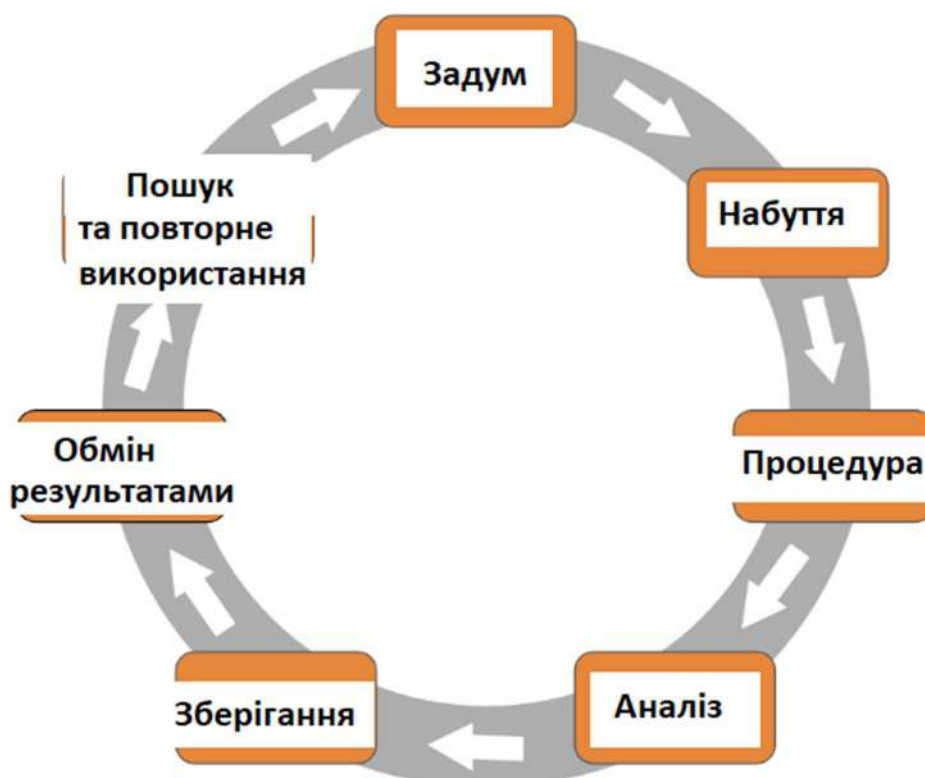 Задум
Набуття
Процедура
Аналіз
Зберігання
Обмін
результатами
Пошук
та повторне
використання